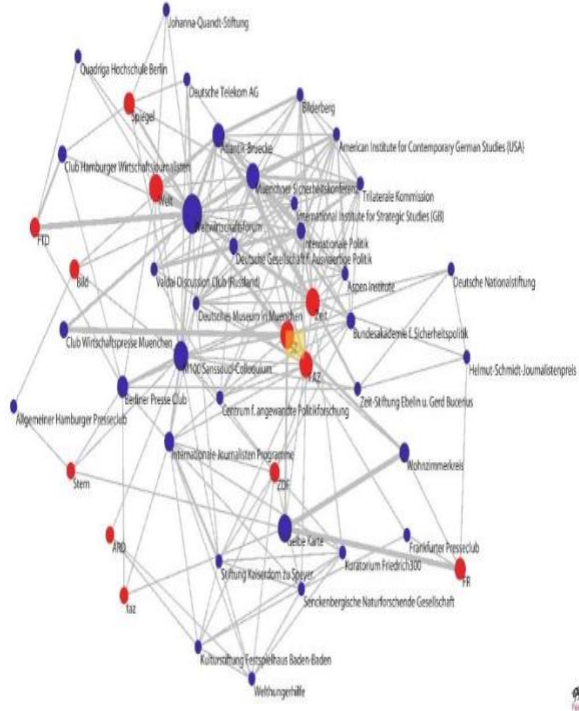 Johanna-Quandt-Stiftung
Quadriga Hochschule Berlin
Deutsche Telekom AG
Spiegel
Bilderberg
Atlantik Bruecke
American Institute for Contemporary German Studies (USA)
Club Hamburger Wirtschaftsjournalisten
Muenchner Sicherheitskonferenz
Welt
Trilaterale Kommission
International Institute for Strategic Studies (GB)
Weltwirtschaftsforum
FTD
Internationale Politik
Deutsche Gesellschaft f. Auswaertige Politik
Bild
Valdai Discussion Club (Rustland)
Aspen Institute
Deutsche Nationalstiftung
Deutsches Museum in Muenchen
Zeit
Bundesakademie f. Sicherheitspolitik
Club Wirtschaftspresse Muenchen
M100 Sanssouci-Colloquium
FAZ
Helmut-Schmidt-Journalistenpreis
Berliner Presse Club
Zeit-Stiftung Ebelin u. Gerd Bucerius
Centrum f. angewandte Politikforschung
Allgemeiner Hamburger Presseclub
Internationale Journalisten Programme
Wohnzimmerkreis
Stern
ZDF
ARD
Gelbe Karte
Frankfurter Presseclub
Kuratorium Friedrich300
FR
Stiftung Kaiserdom zu Speyer
taz
Senckenbergische Naturforschende Gesellschaft
Kulturstiftung Festspielhaus Baden-Baden
Welthungerhilfe